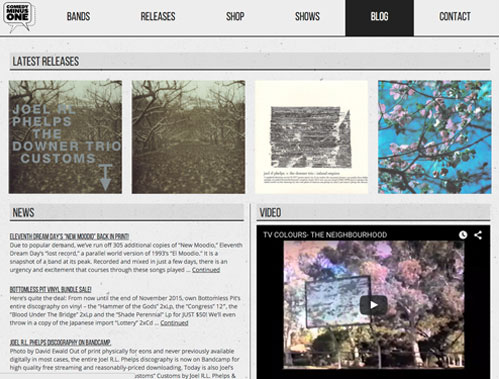 COMEDY
MINUS
ONE
BANDS RELEASES SHOP SHOWS BLOG CONTACT
LATEST RELEASES
JOEL RL
PHELPS
THE
DOWNER TRIO
CUSTOMS
joel rl phelps
NEWS
ELEVENTH DREAM DAY'S "NEW MOODIO" BACK IN PRINT!
Due to popular demand, we've run off 305 additional copies of "New Moodio", Eleventh
Dream Day's "lost record," a parallel world version of 1993's "El Moodio." It is a
snapshot of a band at its peak. Recorded and mixed in just a few days, there is an
urgency and excitement that courses through these songs played ... Continued
BOTTOMLESS PIT VINYL BUNDLE SALE!
Here's quite the deal: From now until the end of November 2015, own Bottomless Pit's
entire discography on vinyl – the "Hammer of the Gods" 2xLp, the "Congress" 12", the
"Blood Under The Bridge" 2xLp and the "Shade Perennial" Lp for JUST $50! We'll even
throw in a copy of the Japanese import "Lottery" 2xCd ... Continued
JOEL R.L. PHELPS DISCOGRAPHY ON BANDCAMP
Photo by David Ewald Out of print physically for eons and never previously available
digitally in most cases, the entire Joel R.L. Phelps discography is now on Bandcamp for
high quality free streaming and reasonably-priced downloading. Today is also Joel's
"customs" Customs by Joel R.L. Phelps &
VIDEO
TV COLOURS- THE NEIGHBOURHOOD